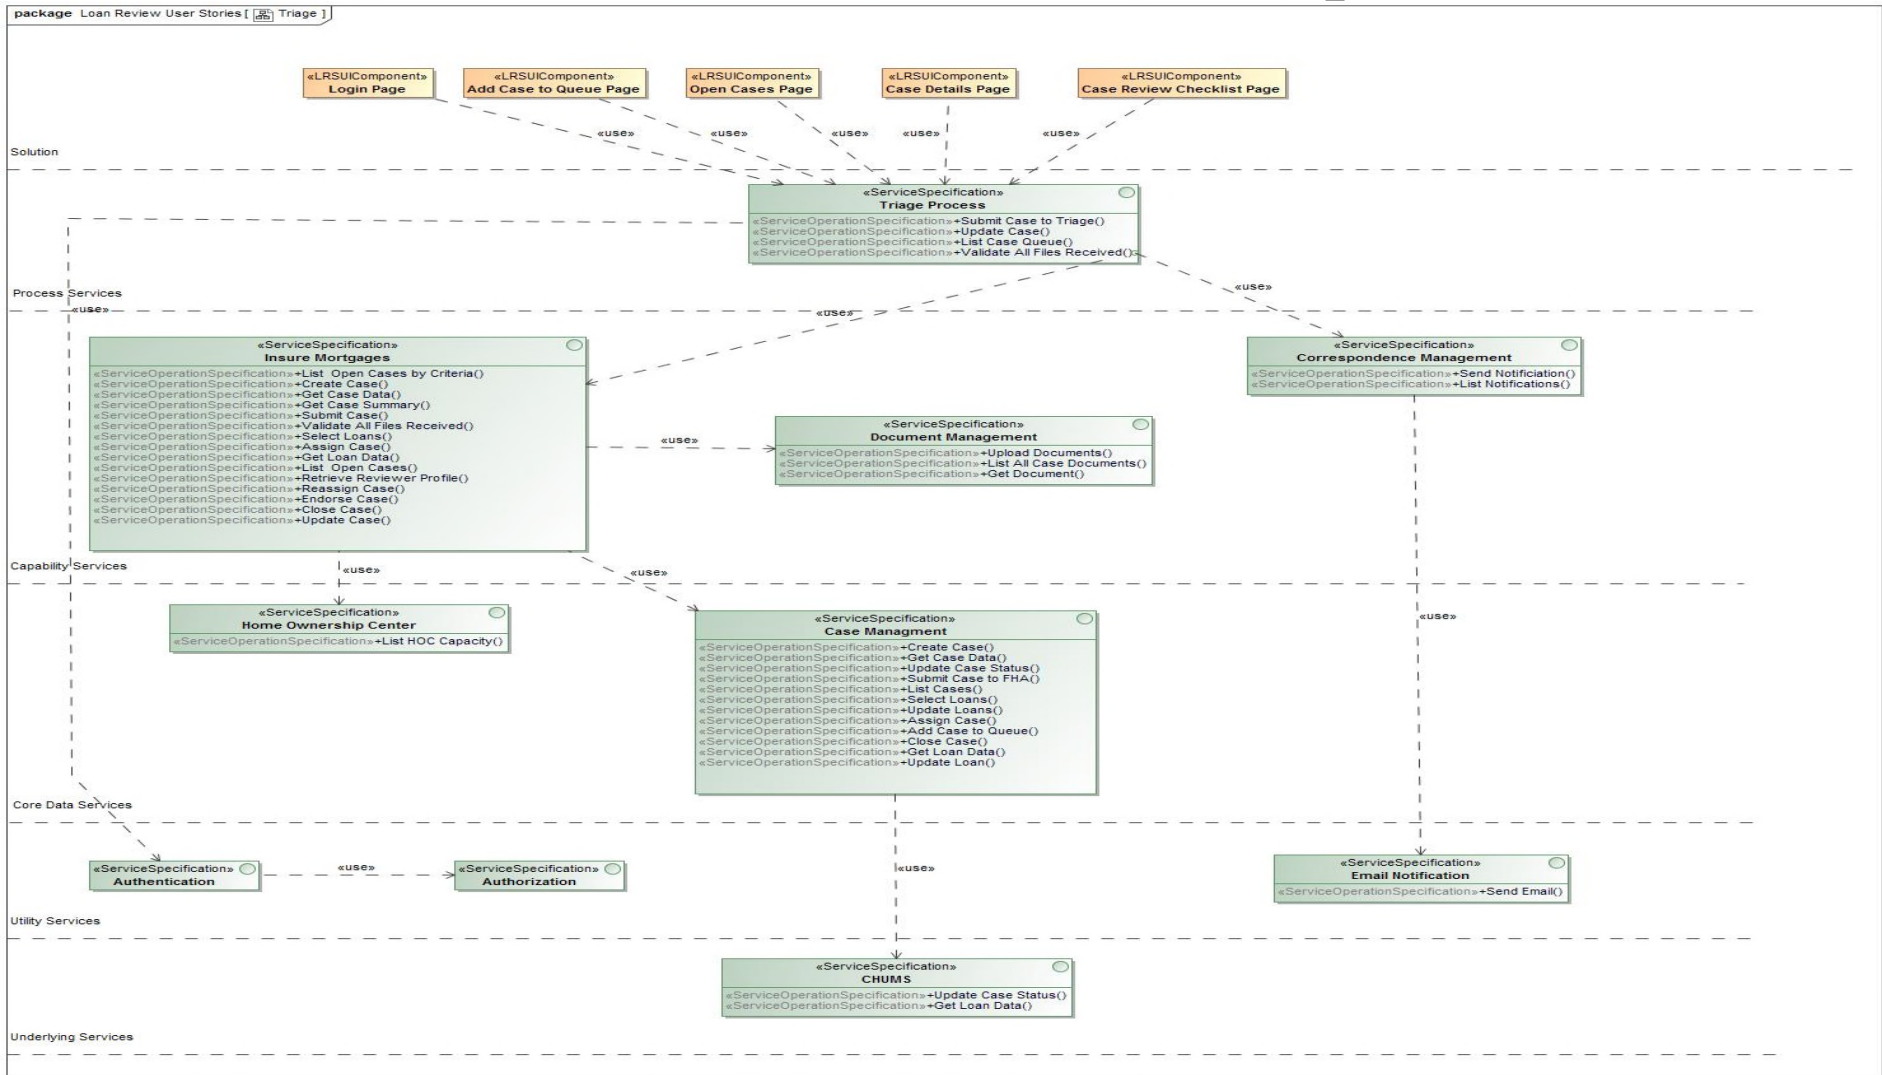 package Loan Review User Stories [ Triage ]
«LRSUIComponent»
Login Page
«LRSUIComponent»
Add Case to Queue Page
«LRSUIComponent»
Open Cases Page
«LRSUIComponent»
Case Details Page
«LRSUIComponent»
Case Review Checklist Page
«use»
«use»
«use»
«use»
«use»
Solution
«ServiceSpecification»
Triage Process
«ServiceOperationSpecification»+Submit Case to Triage()
«ServiceOperationSpecification»+Update Case()
«ServiceOperationSpecification»+List Case Queue()
«ServiceOperationSpecification»+Validate All Files Received()
Process Services
«use»
«use»
«use»
«ServiceSpecification»
Insure Mortgages
«ServiceOperationSpecification»+List  Open Cases by Criteria()
«ServiceOperationSpecification»+Create Case()
«ServiceOperationSpecification»+Get Case Data()
«ServiceOperationSpecification»+Get Case Summary()
«ServiceOperationSpecification»+Submit Case()
«ServiceOperationSpecification»+Validate All Files Received()
«ServiceOperationSpecification»+Select Loans()
«ServiceOperationSpecification»+Assign Case()
«ServiceOperationSpecification»+Get Loan Data()
«ServiceOperationSpecification»+List  Open Cases()
«ServiceOperationSpecification»+Retrieve Reviewer Profile()
«ServiceOperationSpecification»+Reassign Case()
«ServiceOperationSpecification»+Endorse Case()
«ServiceOperationSpecification»+Close Case()
«ServiceOperationSpecification»+Update Case()
«ServiceSpecification»
Correspondence Management
«ServiceOperationSpecification»+Send Notificiation()
«ServiceOperationSpecification»+List Notifications()
«use»
«ServiceSpecification»
Document Management
«ServiceOperationSpecification»+Upload Documents()
«ServiceOperationSpecification»+List All Case Documents()
«ServiceOperationSpecification»+Get Document()
Capability Services
«use»
«use»
«ServiceSpecification»
Home Ownership Center
«ServiceOperationSpecification»+List HOC Capacity()
«ServiceSpecification»
Case Managment
«ServiceOperationSpecification»+Create Case()
«ServiceOperationSpecification»+Get Case Data()
«ServiceOperationSpecification»+Update Case Status()
«ServiceOperationSpecification»+Submit Case to FHA()
«ServiceOperationSpecification»+List Cases()
«ServiceOperationSpecification»+Select Loans()
«ServiceOperationSpecification»+Update Loans()
«ServiceOperationSpecification»+Assign Case()
«ServiceOperationSpecification»+Add Case to Queue()
«ServiceOperationSpecification»+Close Case()
«ServiceOperationSpecification»+Get Loan Data()
«ServiceOperationSpecification»+Update Loan()
«use»
Core Data Services
«ServiceSpecification»
Authentication
«use»
«ServiceSpecification»
Authorization
«use»
«ServiceSpecification»
Email Notification
«ServiceOperationSpecification»+Send Email()
Utility Services
«ServiceSpecification»
CHUMS
«ServiceOperationSpecification»+Update Case Status()
«ServiceOperationSpecification»+Get Loan Data()
Underlying Services